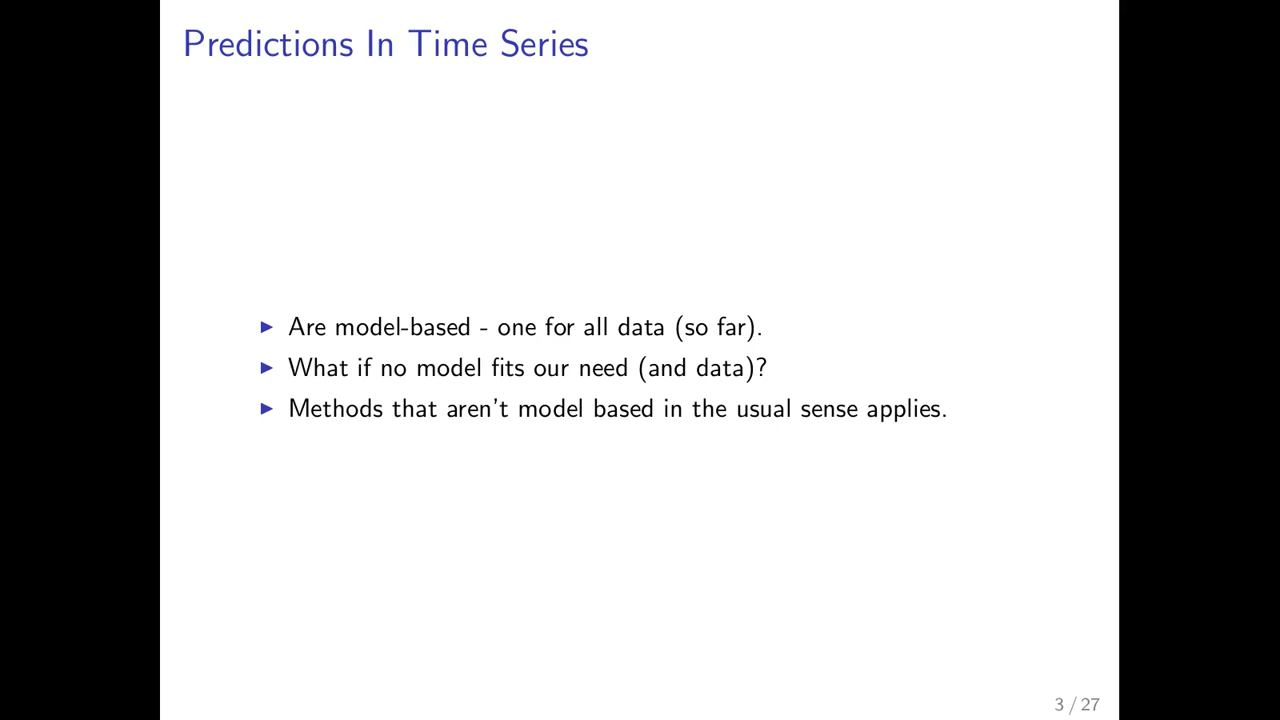 Predictions In Time Series
▶ Are model-based - one for all data (so far).
▶ What if no model fits our need (and data)?
▶ Methods that aren't model based in the usual sense applies.
3 / 27